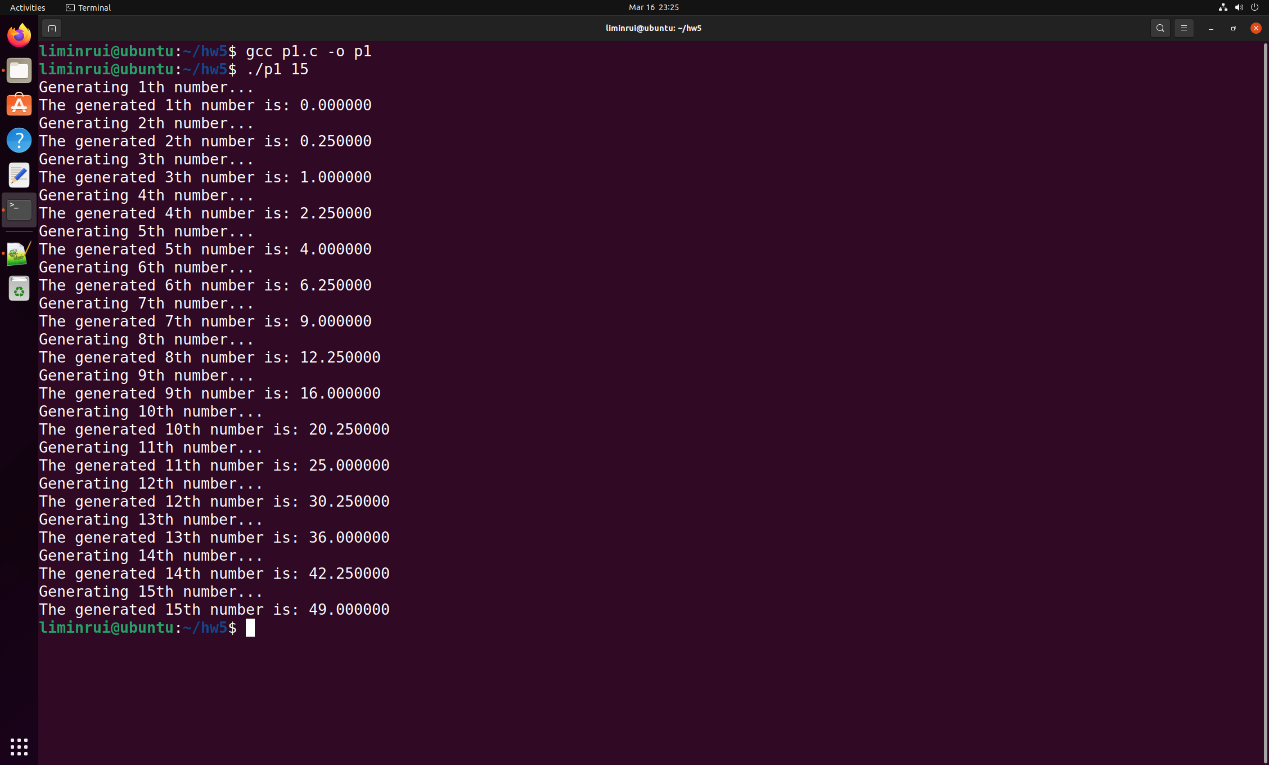 Activities Terminal Mar 16 23:25
liminrui@ubuntu: ~/hw5
liminrui@ubuntu:~/hw5$ gcc p1.c -o p1
liminrui@ubuntu:~/hw5$ ./p1 15
Generating 1th number...
The generated 1th number is: 0.000000
Generating 2th number...
The generated 2th number is: 0.250000
Generating 3th number...
The generated 3th number is: 1.000000
Generating 4th number...
The generated 4th number is: 2.250000
Generating 5th number...
The generated 5th number is: 4.000000
Generating 6th number...
The generated 6th number is: 6.250000
Generating 7th number...
The generated 7th number is: 9.000000
Generating 8th number...
The generated 8th number is: 12.250000
Generating 9th number...
The generated 9th number is: 16.000000
Generating 10th number...
The generated 10th number is: 20.250000
Generating 11th number...
The generated 11th number is: 25.000000
Generating 12th number...
The generated 12th number is: 30.250000
Generating 13th number...
The generated 13th number is: 36.000000
Generating 14th number...
The generated 14th number is: 42.250000
Generating 15th number...
The generated 15th number is: 49.000000
liminrui@ubuntu:~/hw5$